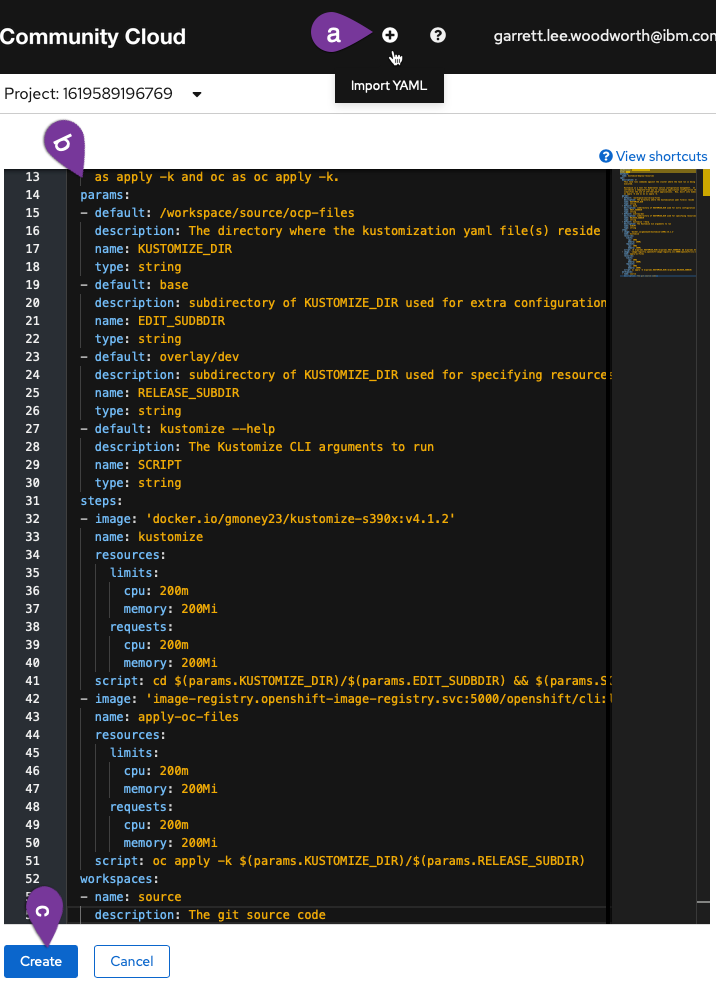 Community Cloud
a
garrett.lee.woodworth@ibm.com
Import YAML
Project: 1619589196769
b
View shortcuts
13 as apply -k and oc as oc apply -k.
14 params:
15 - default: /workspace/source/ocp-files
16 description: The directory where the kustomization yaml file(s) reside
17 name: KUSTOMIZE_DIR
18 type: string
19 - default: base
20 description: subdirectory of KUSTOMIZE_DIR used for extra configuration
21 name: EDIT_SUDBDIR
22 type: string
23 - default: overlay/dev
24 description: subdirectory of KUSTOMIZE_DIR used for specifying resources
25 name: RELEASE_SUBDIR
26 type: string
27 - default: kustomize --help
28 description: The Kustomize CLI arguments to run
29 name: SCRIPT
30 type: string
31 steps:
32 - image: 'docker.io/gmoney23/kustomize-s390x:v4.1.2'
33 name: kustomize
34 resources:
35 limits:
36 cpu: 200m
37 memory: 200Mi
38 requests:
39 cpu: 200m
40 memory: 200Mi
41 script: cd $(params.KUSTOMIZE_DIR)/$(params.EDIT_SUDBDIR) && $(params.S
42 - image: 'image-registry.openshift-image-registry.svc:5000/openshift/cli:
43 name: apply-oc-files
44 resources:
45 limits:
46 cpu: 200m
47 memory: 200Mi
48 requests:
49 cpu: 200m
50 memory: 200Mi
51 script: oc apply -k $(params.KUSTOMIZE_DIR)/$(params.RELEASE_SUBDIR)
52 workspaces:
- name: source
description: The git source code
c
Create
Cancel